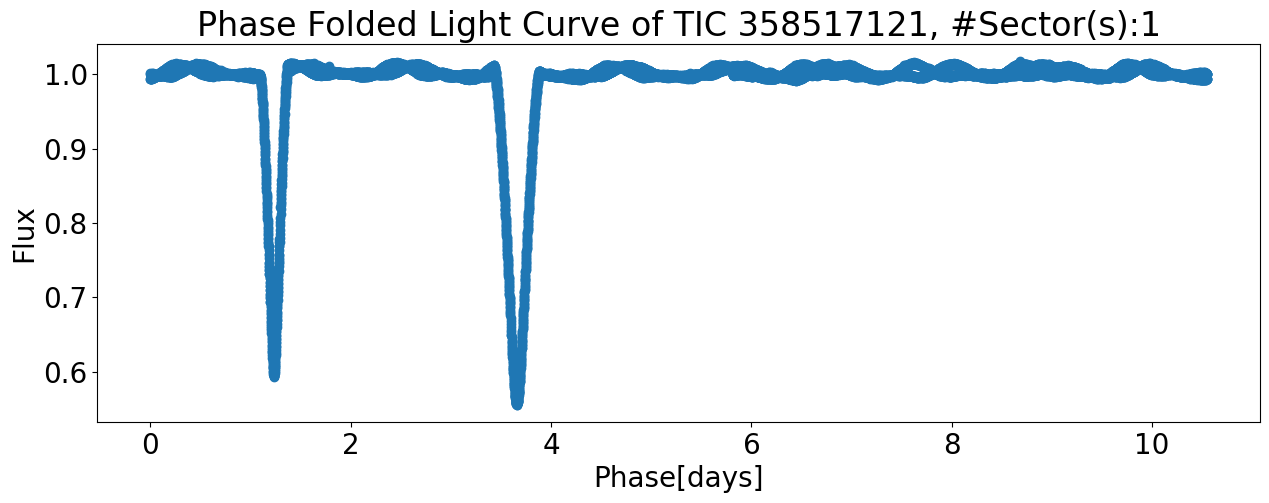 Phase Folded Light Curve of TIC 358517121, #Sector(s):1
1.0
0.9
0.8
0.7
0.6
Flux
0 2 4 6 8 10
Phase[days]